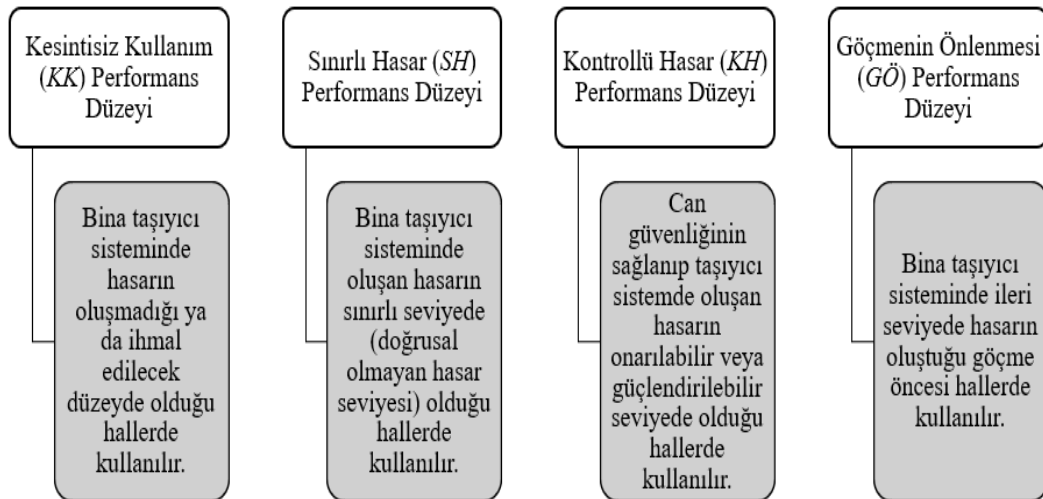 Kesintisiz Kullanım
(KK) Performans
Düzeyi
Bina taşıyıcı
sisteminde
hasarın
oluşmadığı ya
da ihmal
edilecek
düzeyde olduğu
hallerde
kullanılır.
Sınırlı Hasar (SH)
Performans Düzeyi
Bina taşıyıcı
sisteminde
oluşan hasarın
sınırlı seviyede
(doğrusal
olmayan hasar
seviyesi) olduğu
hallerde
kullanılır.
Kontrollü Hasar (KH)
Performans Düzeyi
Can
güvenliğinin
sağlanıp taşıyıcı
sistemde oluşan
hasarın
onarılabilir veya
güçlendirilebilir
seviyede olduğu
hallerde
kullanılır.
Göçmenin Önlenmesi
(GÖ) Performans
Düzeyi
Bina taşıyıcı
sisteminde ileri
seviyede hasarın
oluştuğu göçme
öncesi hallerde
kullanılır.